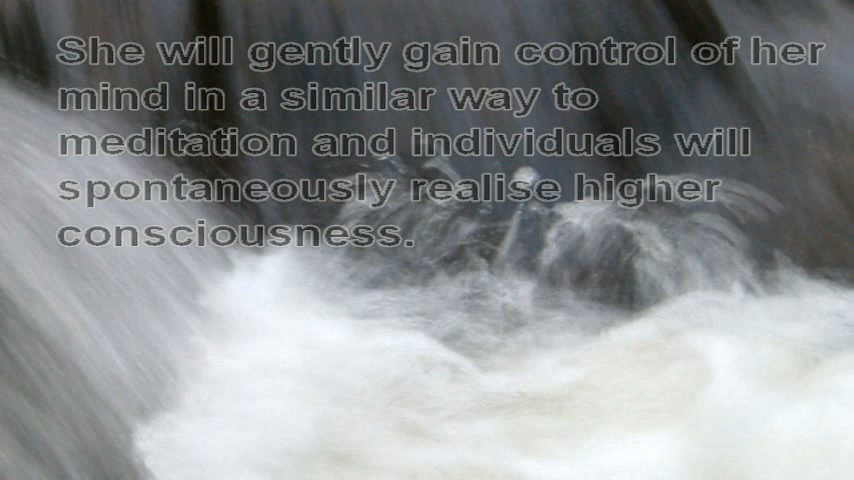 She will gently gain control of her
mind in a similar way to
meditation and individuals will
spontaneously realise higher
consciousness.